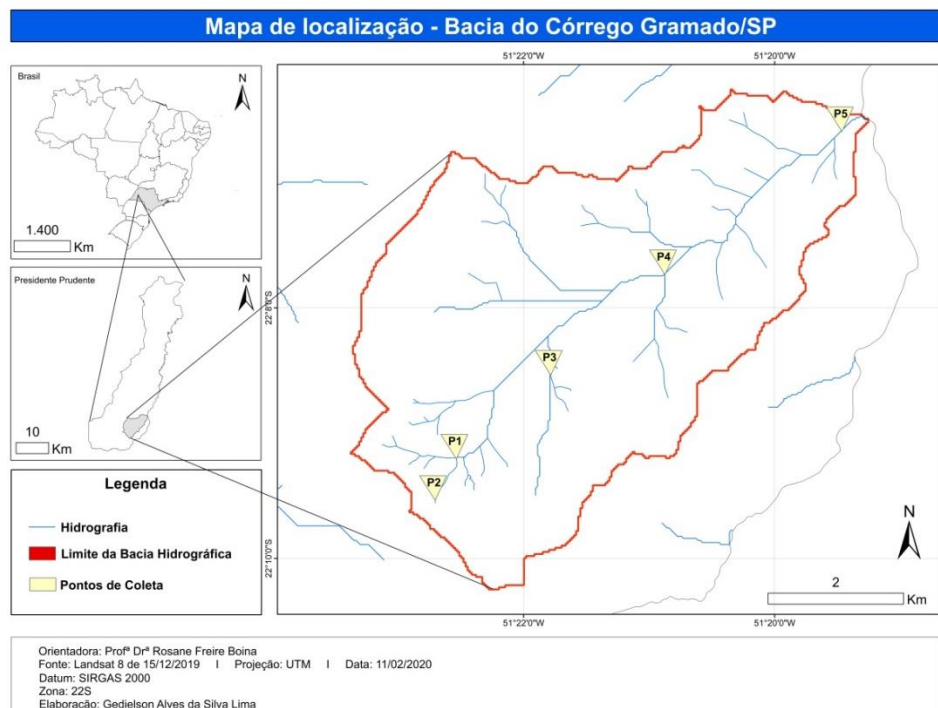 Mapa de localização - Bacia do Córrego Gramado/SP
Brasil
N
1.400
Km
Presidente Prudente
N
10
Km
Legenda
Hidrografia
Limite da Bacia Hidrográfica
Pontos de Coleta
51°22'0"W
51°20'0"W
22°8'0"S
22°10'0"S
P5
P4
P3
P1
P2
N
2
Km
51°22'0"W
51°20'0"W
Orientadora: Profª Drª Rosane Freire Boina
Fonte: Landsat 8 de 15/12/2019 I Projeção: UTM I Data: 11/02/2020
Datum: SIRGAS 2000
Zona: 22S
Elaboração: Gedielson Alves da Silva Lima